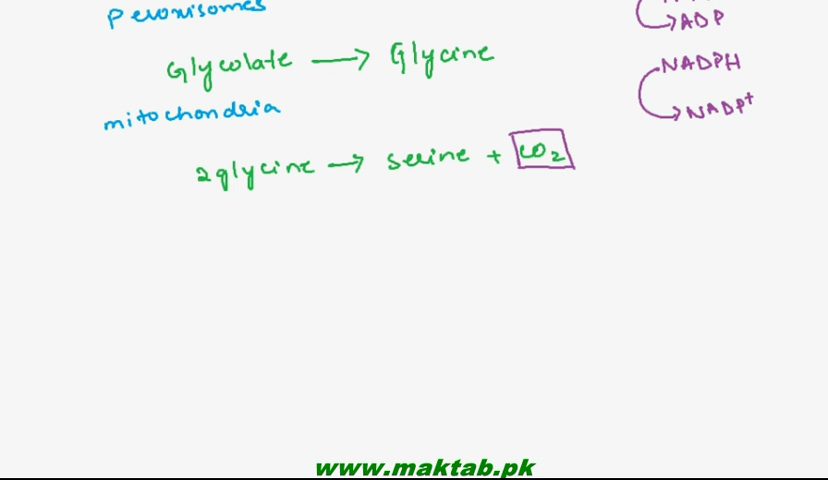 Peroxisomes
→ADP
Glycolate → Glycine
NADPH
→NADP+
mitochondria
2glycine → serine + CO2
www.maktab.pk